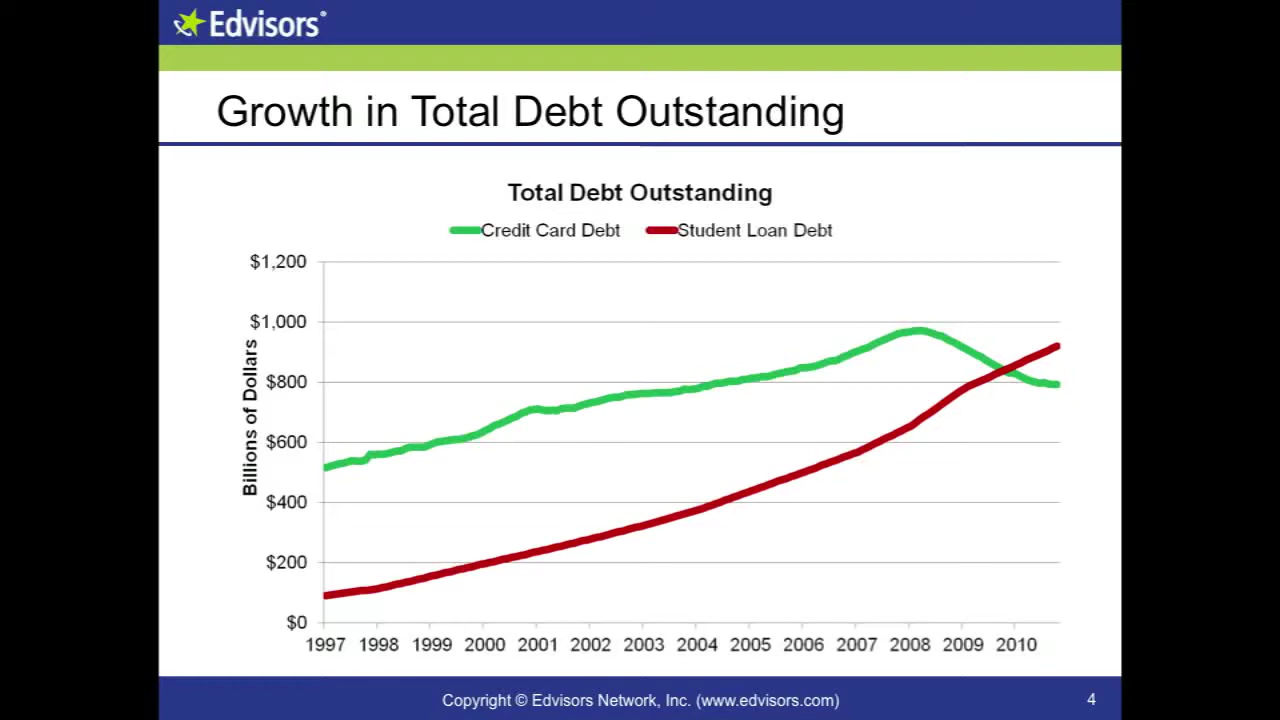 Edvisors®
Growth in Total Debt Outstanding
Total Debt Outstanding
Credit Card Debt Student Loan Debt
Billions of Dollars
$1,200
$1,000
$800
$600
$400
$200
$0
1997 1998 1999 2000 2001 2002 2003 2004 2005 2006 2007 2008 2009 2010
Copyright © Edvisors Network, Inc. (www.edvisors.com) 4